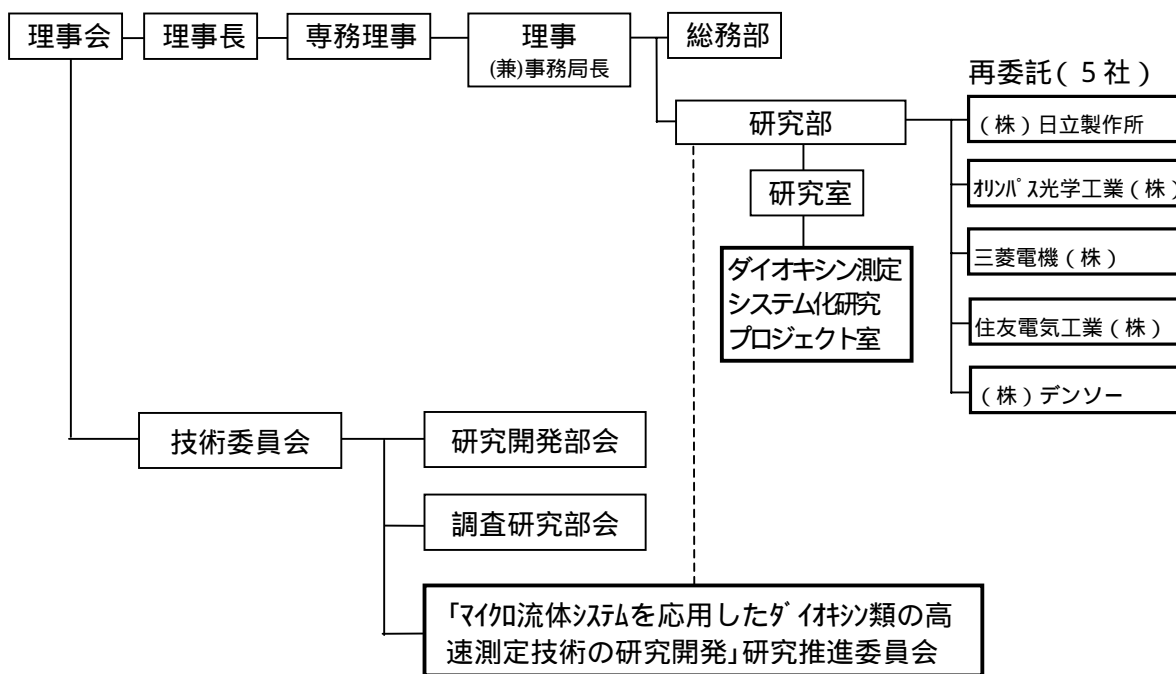 理事会
理事長
専務理事
理事
(兼)事務局長
総務部
再委託(5社)
研究部
(株)日立製作所
研究室
ｵﾘﾝﾊﾟｽ光学工業(株)
ダイオキシン測定
システム化研究
プロジェクト室
三菱電機(株)
住友電気工業(株)
(株)デンソー
技術委員会
研究開発部会
調査研究部会
「ﾏｲｸﾛ流体ｼｽﾃﾑを応用したﾀﾞｲｵｷｼﾝ類の高
速測定技術の研究開発」研究推進委員会